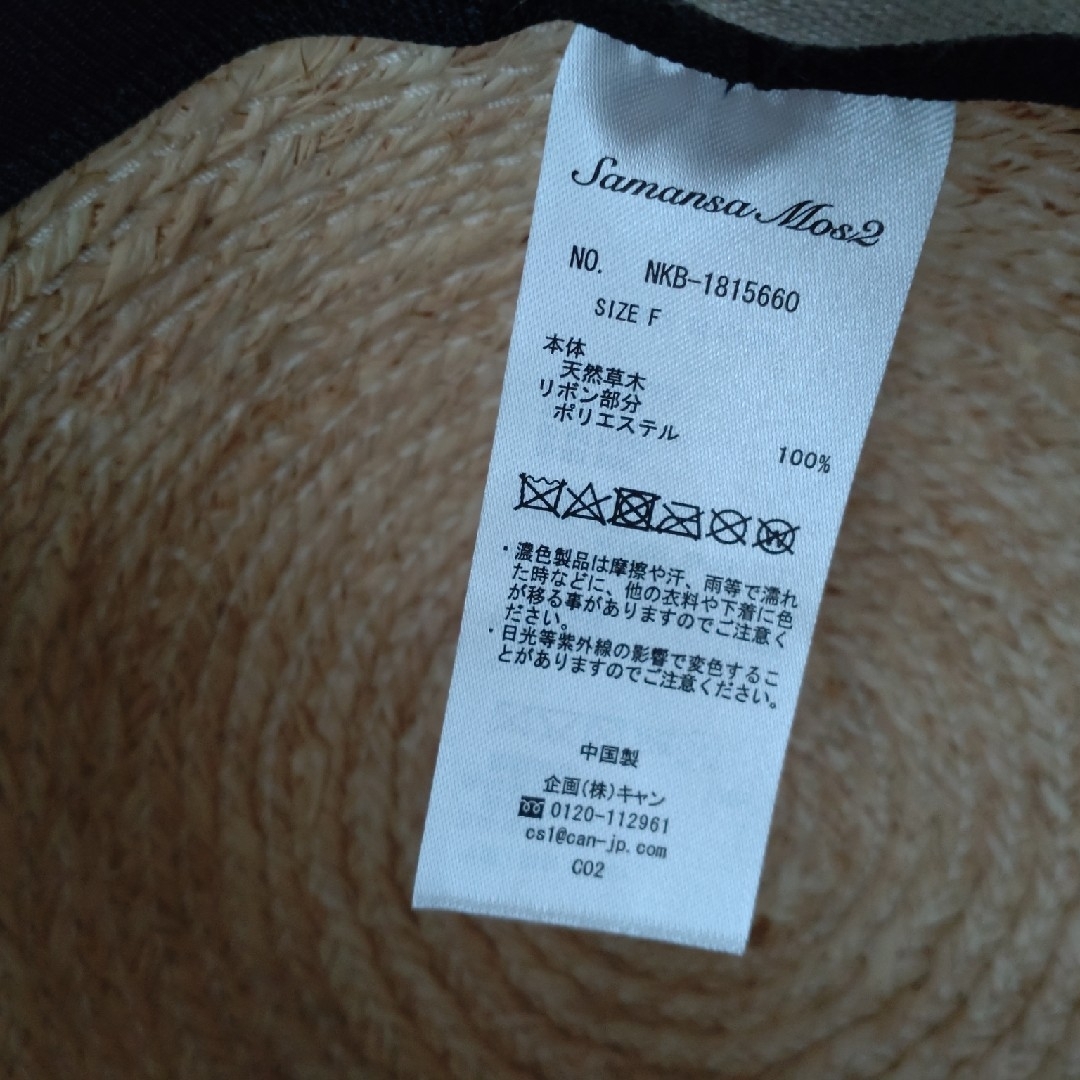 Samansa Mos2
NO. NKB-1815660
SIZE F
本体
天然草木
リボン部分
ポリエステル 100%
・濃色製品は摩擦や汗、雨等で濡れ
た時などに、他の衣料や下着に色
が移る事がありますのでご注意く
ださい。
・日光等紫外線の影響で変色するこ
とがありますのでご注意ください。
中国製
企画(株)キャン
0120-112961
cs1@can-jp.com
C02